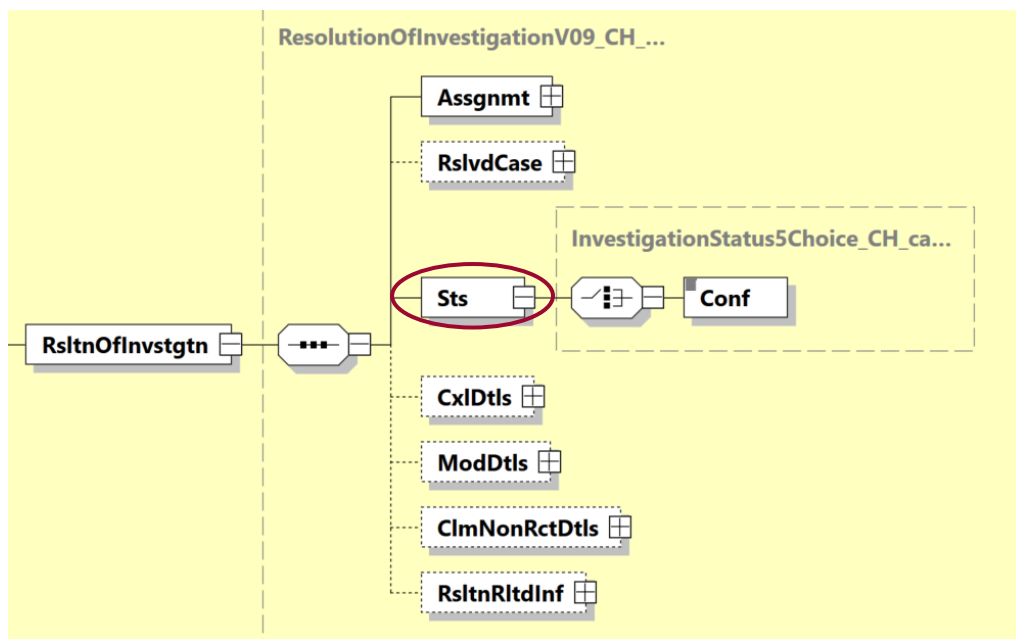 ResolutionOfInvestigationV09_CH_...
Assgnmt
RslvdCase
InvestigationStatus5Choice_CH_ca...
Sts
Conf
RsltnOfInvstgtn
CxlDtls
ModDtls
ClmNonRctDtls
RsltnRltdInf